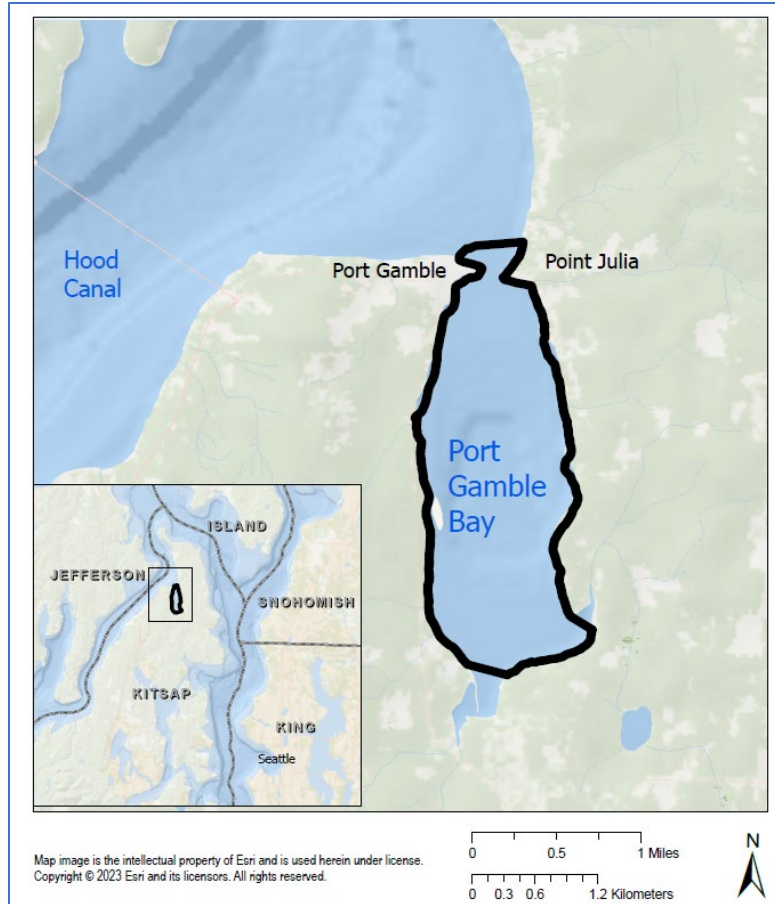 Hood
Canal
Port Gamble
Point Julia
Port
Gamble
Bay
ISLAND
JEFFERSON
SNOHOMISH
KITSAP
KING
Seattle
Map image is the intellectual property of Esri and is used herein under license.
Copyright © 2023 Esri and its licensors. All rights reserved.
0 0.5 1 Miles
0 0.3 0.6 1.2 Kilometers
N